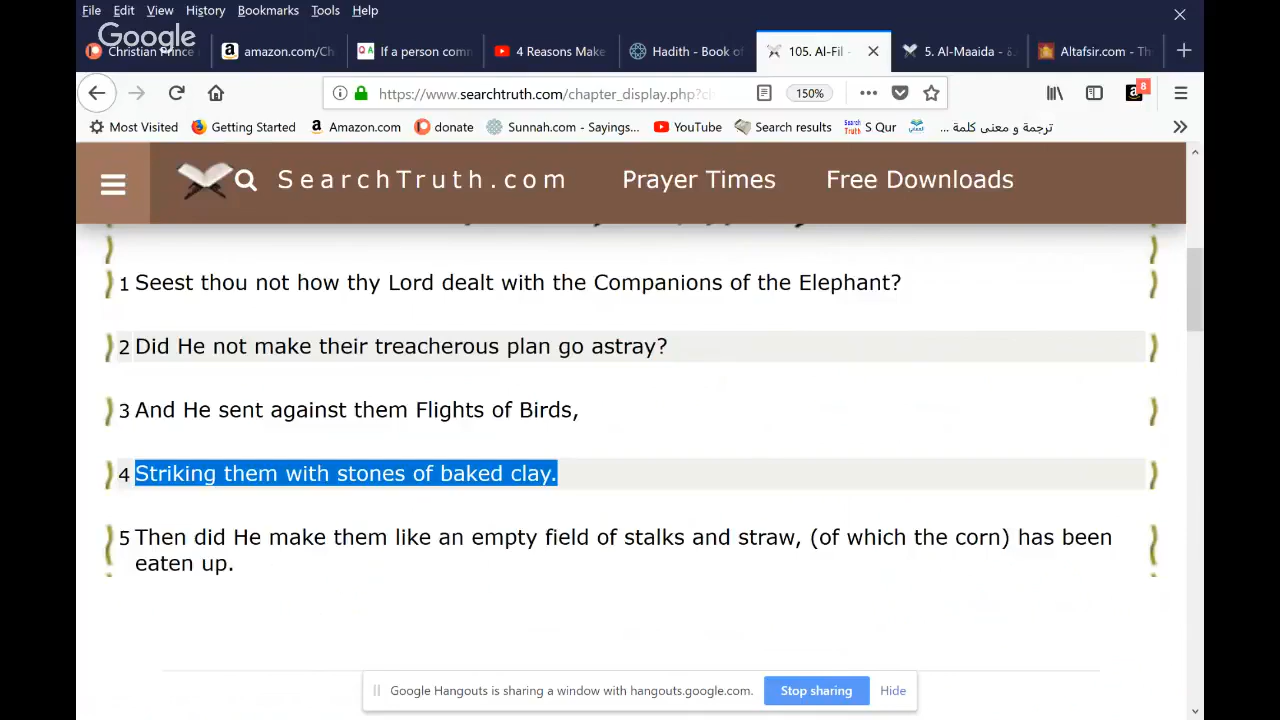 File Edit View History Bookmarks Tools Help
Google
Christian Prince
amazon.com/Ch
If a person com
4 Reasons Make
Hadith - Book of
105. Al-Fil -
5. Al-Maaida -
Altafsir.com - Th
https://www.searchtruth.com/chapter_display.php?ch
150%
8
Most Visited Getting Started Amazon.com donate Sunnah.com - Sayings... YouTube Search results Search Truth S Qur ترجمة و معنى كلمة ...
SearchTruth.com Prayer Times Free Downloads
1 Seest thou not how thy Lord dealt with the Companions of the Elephant?
2 Did He not make their treacherous plan go astray?
3 And He sent against them Flights of Birds,
4 Striking them with stones of baked clay.
5 Then did He make them like an empty field of stalks and straw, (of which the corn) has been
eaten up.
Google Hangouts is sharing a window with hangouts.google.com. Stop sharing Hide